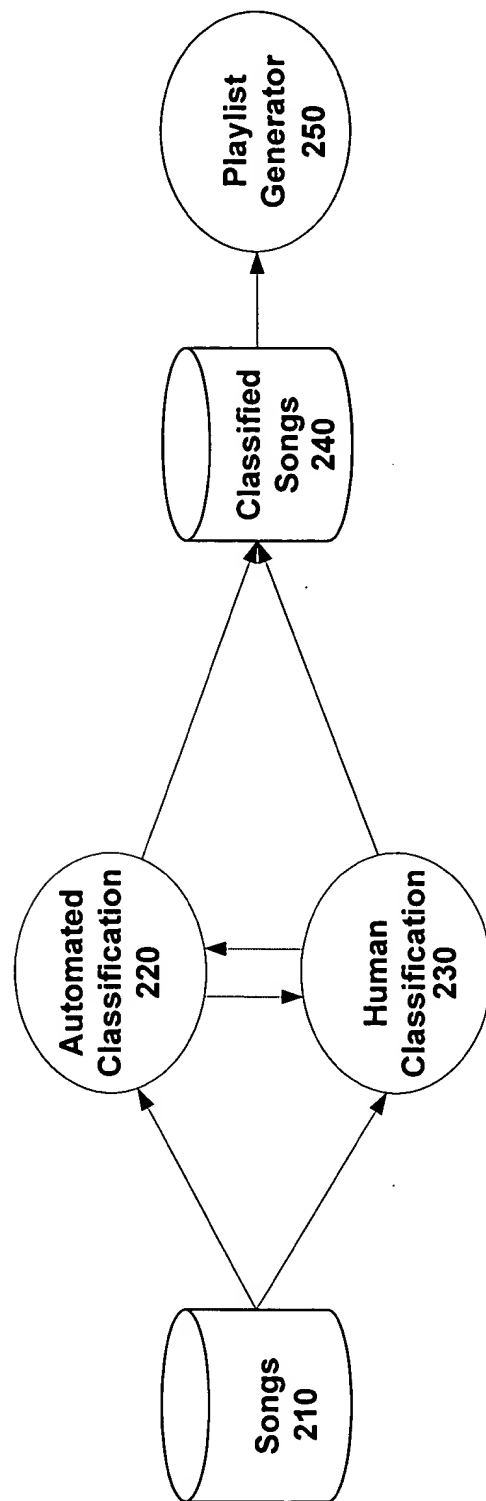 Songs
210
Automated
Classification
220
Human
Classification
230
Classified
Songs
240
Playlist
Generator
250